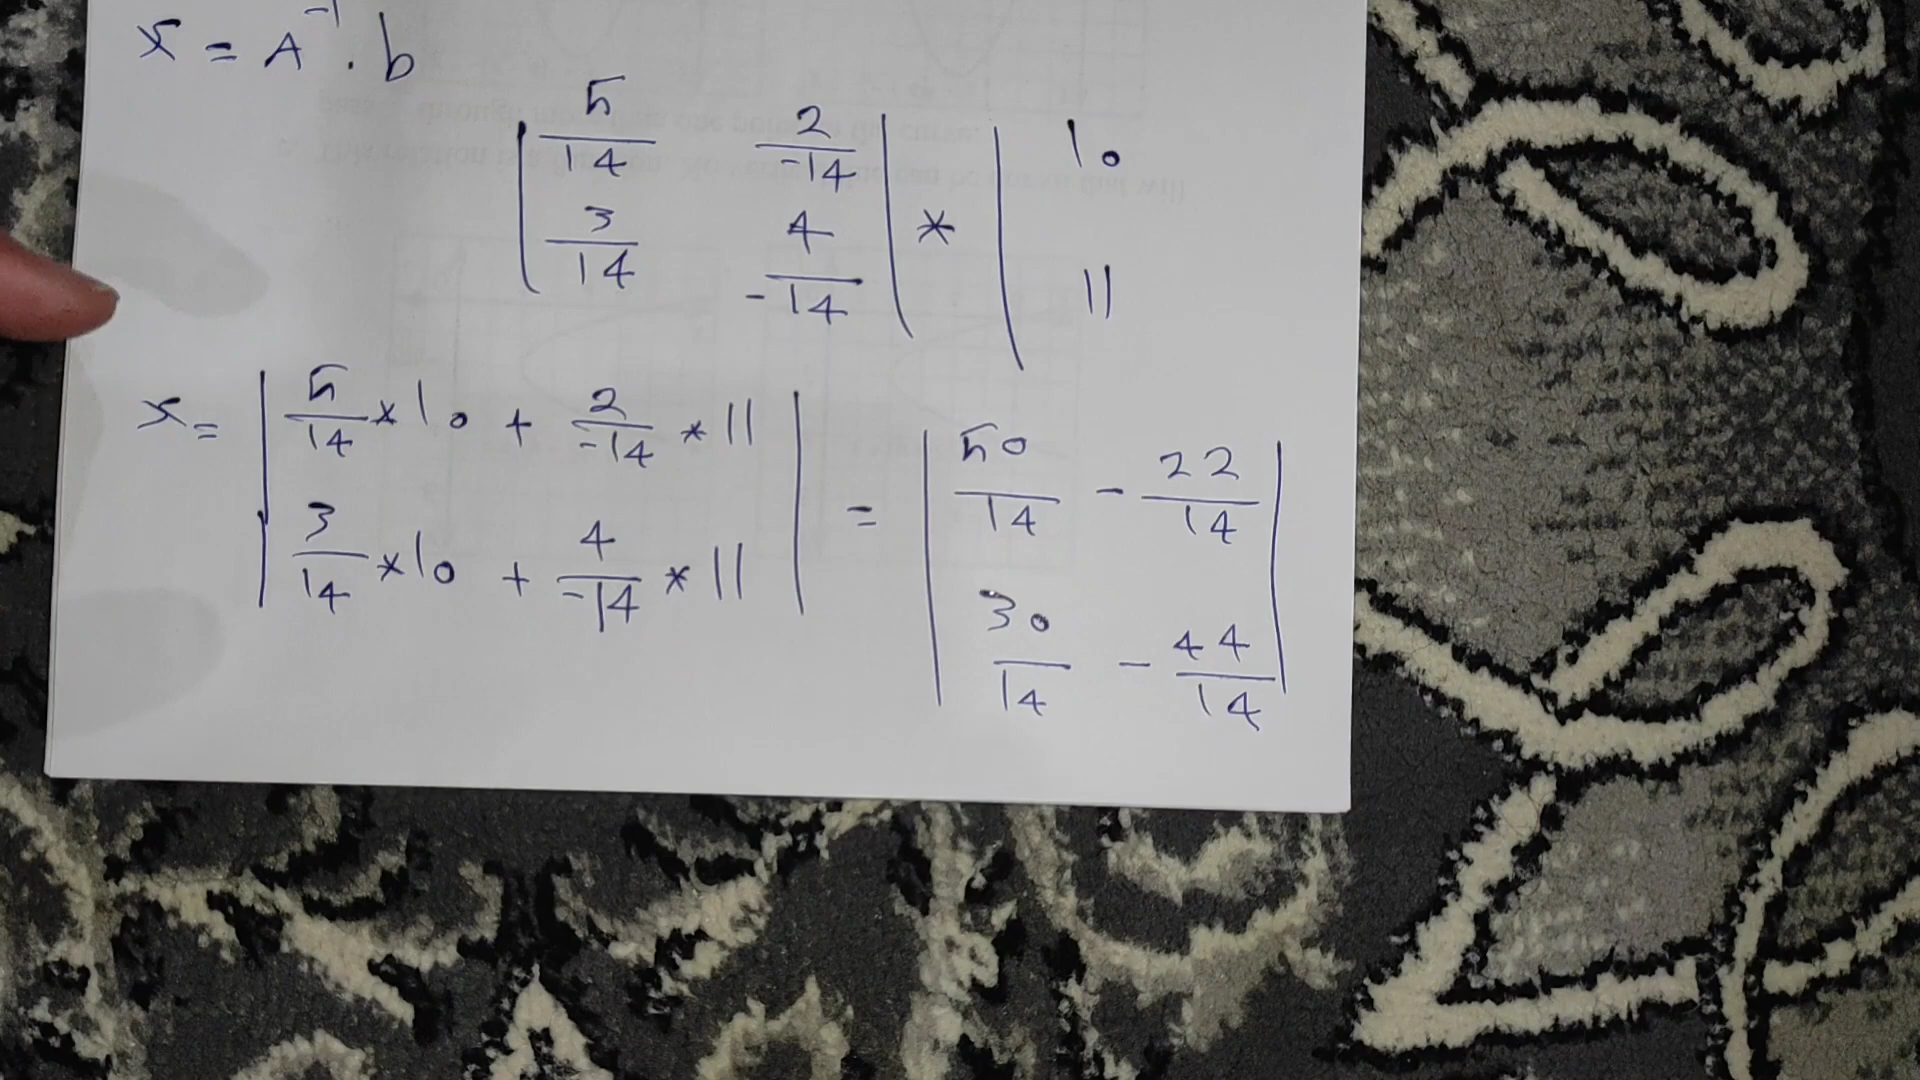 x = A⁻¹ . b
| 5/14 2/-14 | * | 10
| 3/14 -4/14 | | 11
x = | 5/14 * 10 + 2/-14 * 11 | = | 50/14 - 22/14 |
| 3/14 * 10 + 4/-14 * 11 | | 30/14 - 44/14 |